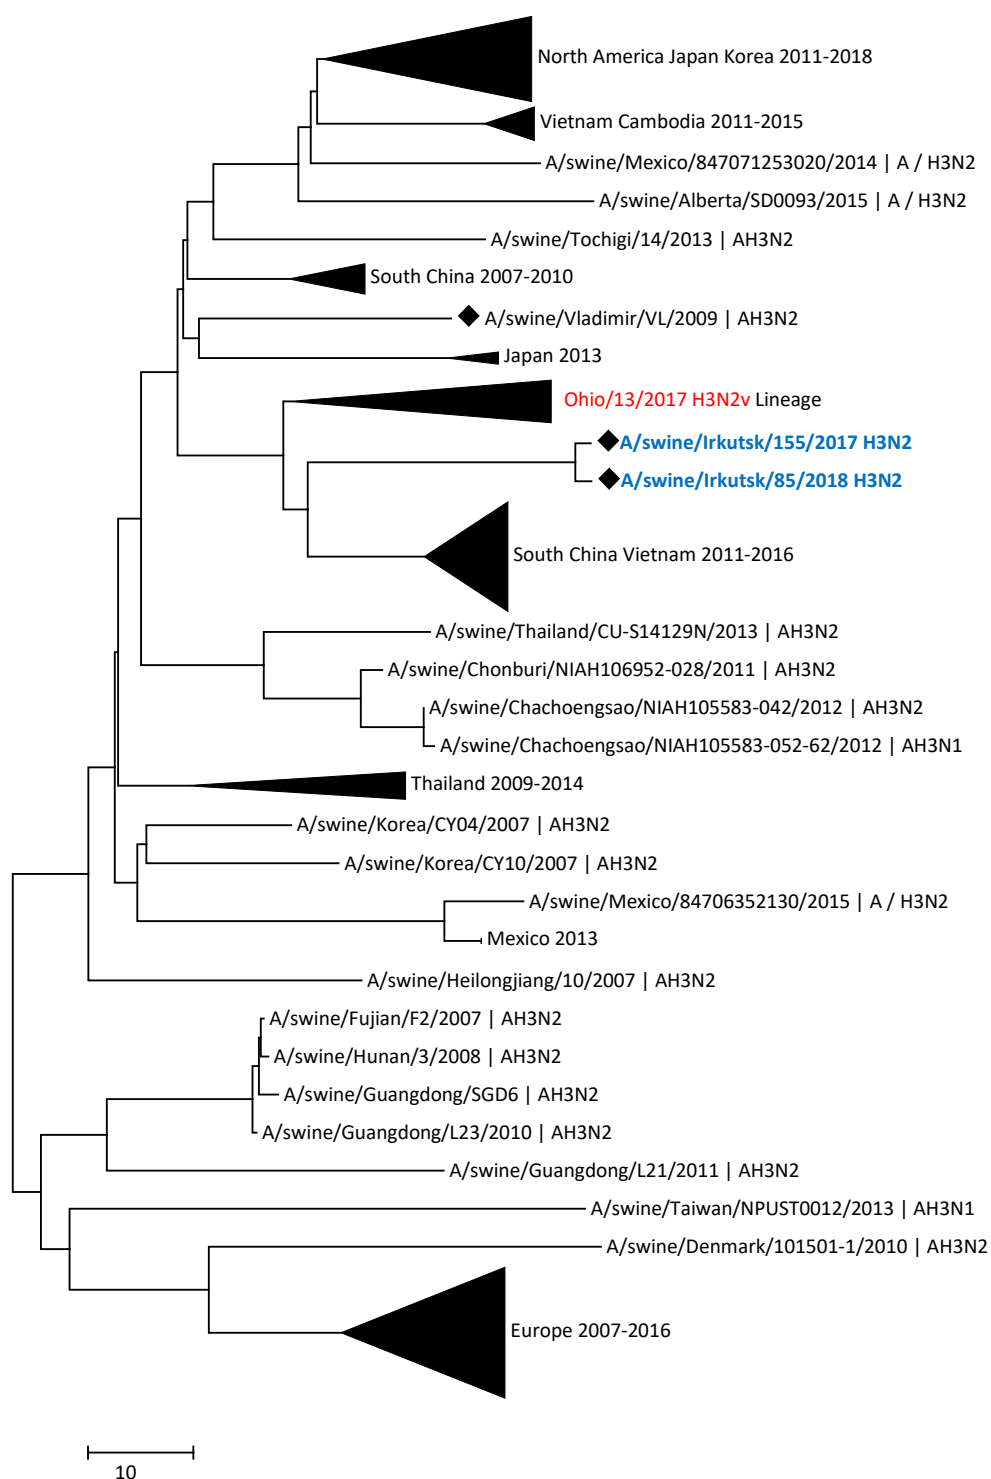 North America Japan Korea 2011-2018
Vietnam Cambodia 2011-2015
A/swine/Mexico/847071253020/2014 | A / H3N2
A/swine/Alberta/SD0093/2015 | A / H3N2
A/swine/Tochigi/14/2013 | AH3N2
South China 2007-2010
A/swine/Vladimir/VL/2009 | AH3N2
Japan 2013
Ohio/13/2017 H3N2v Lineage
A/swine/Irkutsk/155/2017 H3N2
A/swine/Irkutsk/85/2018 H3N2
South China Vietnam 2011-2016
A/swine/Thailand/CU-S14129N/2013 | AH3N2
A/swine/Chonburi/NIAH106952-028/2011 | AH3N2
A/swine/Chachoengsao/NIAH105583-042/2012 | AH3N2
A/swine/Chachoengsao/NIAH105583-052-62/2012 | AH3N1
Thailand 2009-2014
A/swine/Korea/CY04/2007 | AH3N2
A/swine/Korea/CY10/2007 | AH3N2
A/swine/Mexico/84706352130/2015 | A / H3N2
Mexico 2013
A/swine/Heilongjiang/10/2007 | AH3N2
A/swine/Fujian/F2/2007 | AH3N2
A/swine/Hunan/3/2008 | AH3N2
A/swine/Guangdong/SGD6 | AH3N2
A/swine/Guangdong/L23/2010 | AH3N2
A/swine/Guangdong/L21/2011 | AH3N2
A/swine/Taiwan/NPUST0012/2013 | AH3N1
A/swine/Denmark/101501-1/2010 | AH3N2
Europe 2007-2016
10